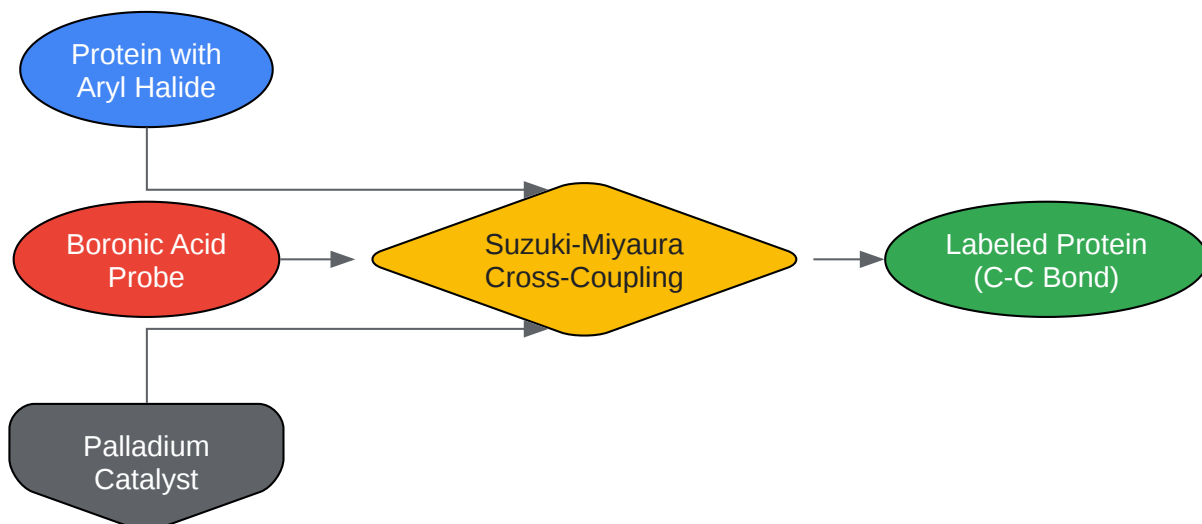 Protein with
Aryl Halide
Boronic Acid
Probe
Suzuki-Miyaura
Cross-Coupling
Labeled Protein
(C-C Bond)
Palladium
Catalyst